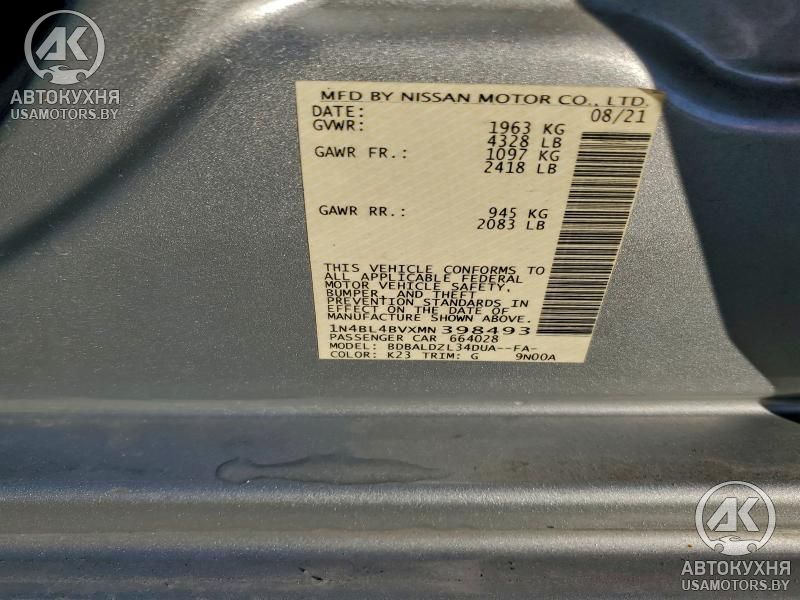 AK
АВТОКУХНЯ
USAMOTORS.BY
MFD BY NISSAN MOTOR CO., LTD.
DATE: 08/21
GVWR: 1963 KG
4328 LB
GAWR FR.: 1097 KG
2418 LB
GAWR RR.: 945 KG
2083 LB
THIS VEHICLE CONFORMS TO
ALL APPLICABLE FEDERAL
MOTOR VEHICLE SAFETY,
BUMPER, AND THEFT
PREVENTION STANDARDS IN
EFFECT ON THE DATE OF
MANUFACTURE SHOWN ABOVE.
1N4BL4BVXMN398493
PASSENGER CAR 664028
MODEL: BDBALDZL34DUA--FA-
COLOR: K23 TRIM: G 9N00A
AK
АВТОКУХНЯ
USAMOTORS.BY